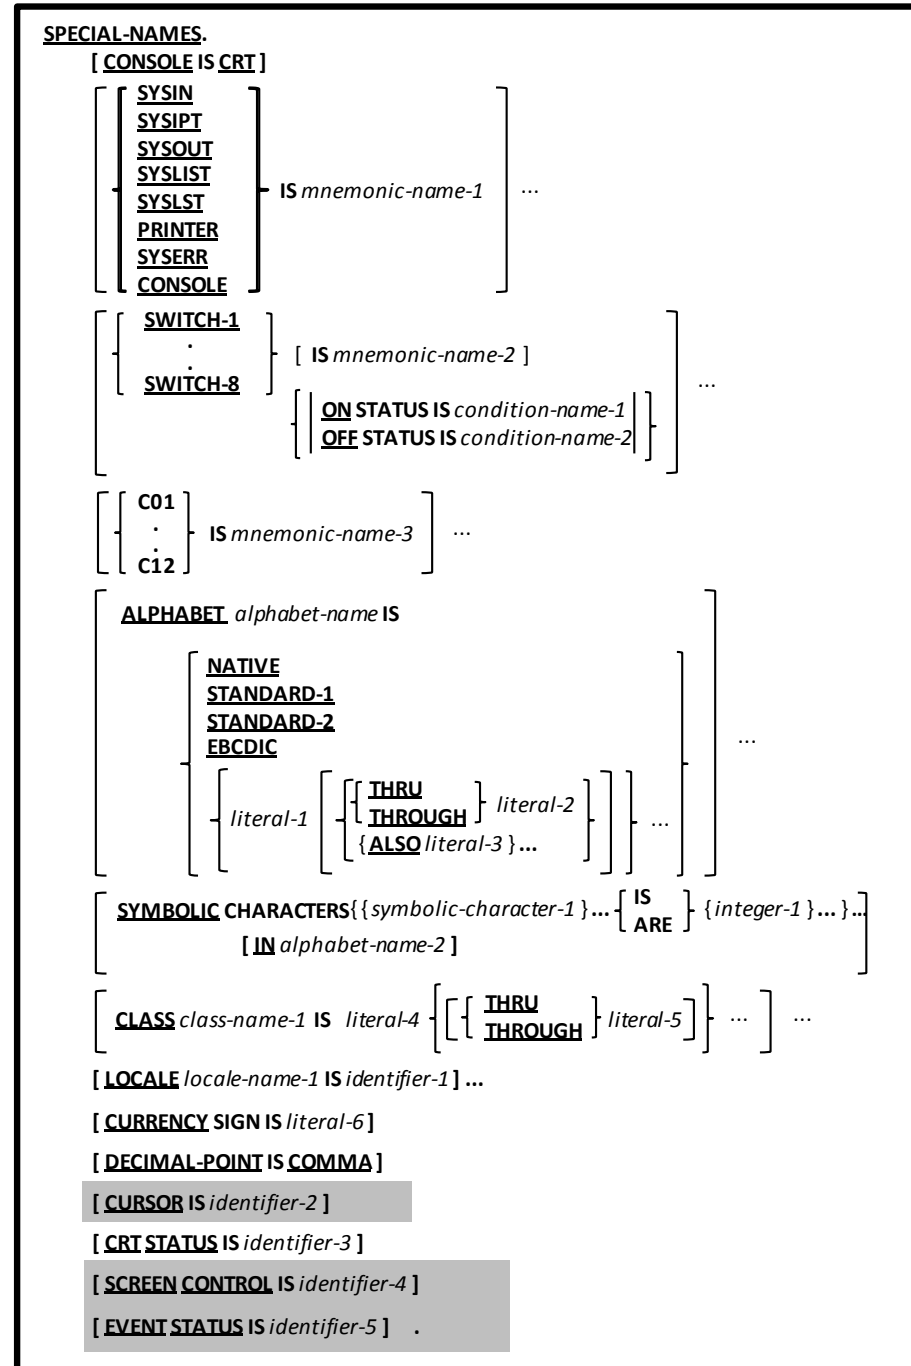 SPECIAL-NAMES.
[ CONSOLE IS CRT ]
SYSIN
SYSIPT
SYSOUT
SYSLIST
SYSLST
PRINTER
SYSERR
CONSOLE
IS mnemonic-name-1 ...
SWITCH-1
.
.
SWITCH-8
[ IS mnemonic-name-2 ]
ON STATUS IS condition-name-1
OFF STATUS IS condition-name-2
...
C01
.
.
C12
IS mnemonic-name-3 ...
ALPHABET alphabet-name IS
NATIVE
STANDARD-1
STANDARD-2
EBCDIC
...
literal-1
THRU
THROUGH
literal-2
{ ALSO literal-3 } ...
...
SYMBOLIC CHARACTERS { { symbolic-character-1 } ... { IS
ARE } { integer-1 } ... } ...
[ IN alphabet-name-2 ]
CLASS class-name-1 IS literal-4
THRU
THROUGH
literal-5
... ...
[ LOCALE locale-name-1 IS identifier-1 ] ...
[ CURRENCY SIGN IS literal-6 ]
[ DECIMAL-POINT IS COMMA ]
[ CURSOR IS identifier-2 ]
[ CRT STATUS IS identifier-3 ]
[ SCREEN CONTROL IS identifier-4 ]
[ EVENT STATUS IS identifier-5 ] .